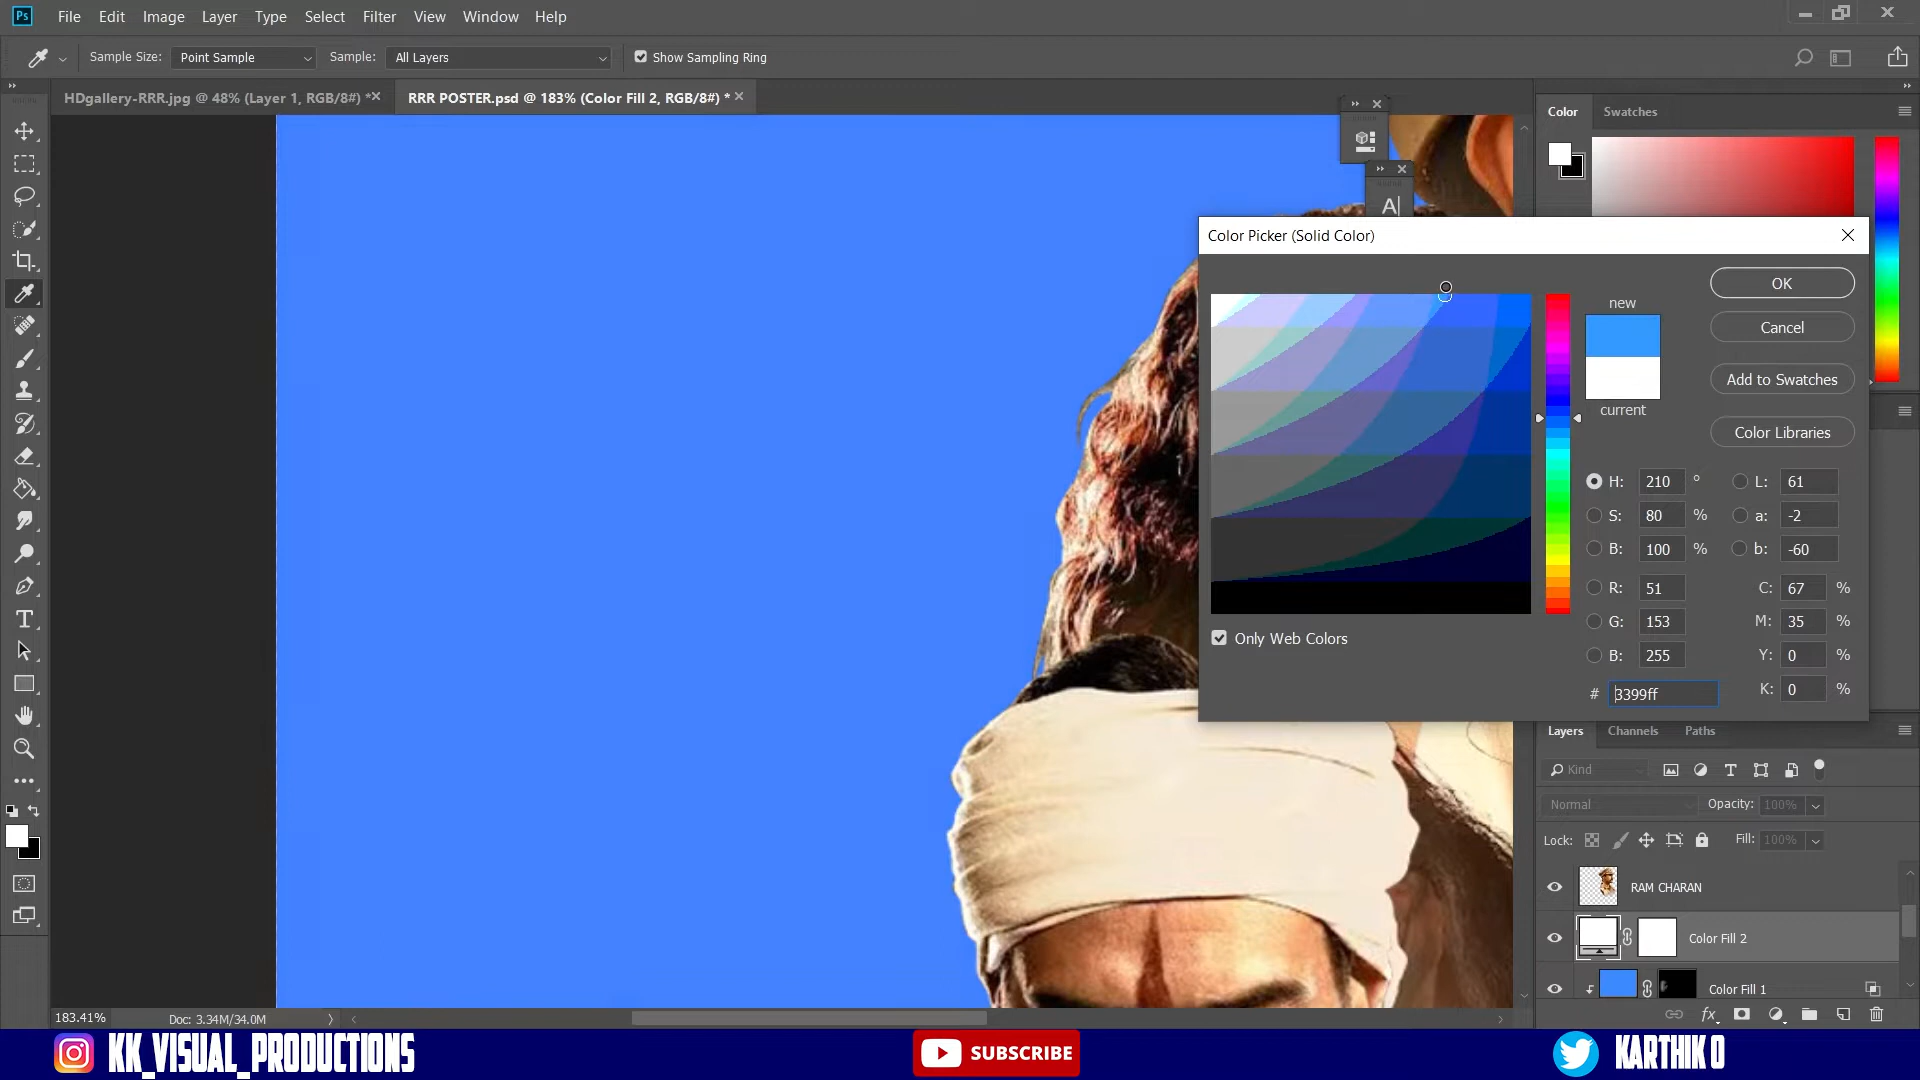 Ps File Edit Image Layer Type Select Filter View Window Help
Sample Size: Point Sample Sample: All Layers Show Sampling Ring
HDgallery-RRR.jpg @ 48% (Layer 1, RGB/8#) * RRR POSTER.psd @ 183% (Color Fill 2, RGB/8#) *
Color Swatches
A|
Color Picker (Solid Color)
OK
new
Cancel
Add to Swatches
current
Color Libraries
H: 210 ° L: 61
S: 80 % a: -2
B: 100 % b: -60
R: 51 C: 67 %
G: 153 M: 35 %
B: 255 Y: 0 %
# 3399ff K: 0 %
Only Web Colors
Layers Channels Paths
Kind
Normal Opacity: 100%
Lock: Fill: 100%
RAM CHARAN
Color Fill 2
Color Fill 1
fx
183.41% Doc: 3.34M/34.0M
KK_VISUAL_PRODUCTIONS SUBSCRIBE KARTHIK O